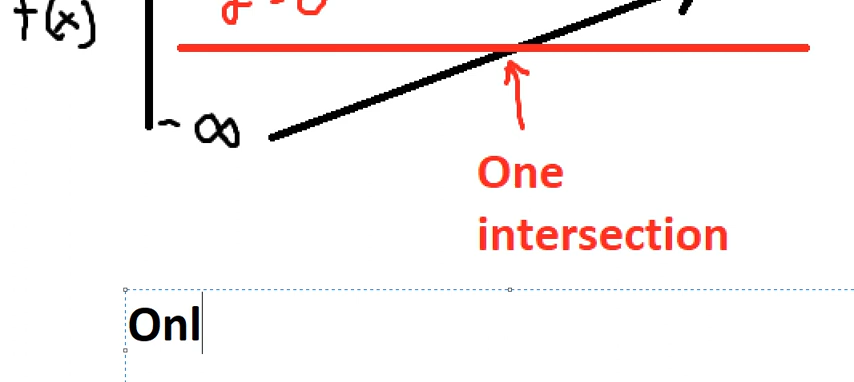 f(x)
-∞
One
intersection
Onl